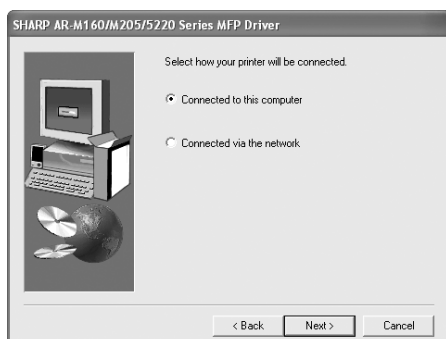 SHARP AR-M160/M205/5220 Series MFP Driver
Select how your printer will be connected.
Connected to this computer
Connected via the network
< Back Next > Cancel